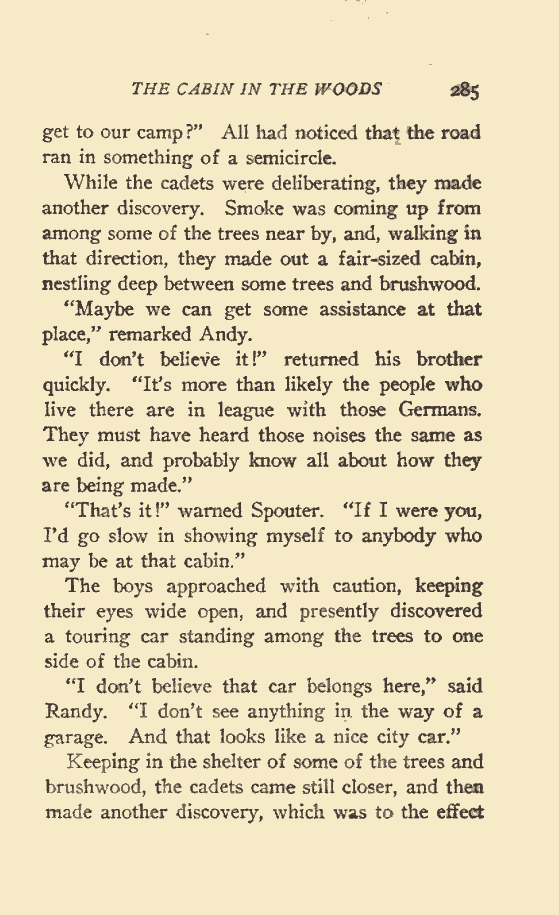 THE CABIN IN THE WOODS 285
get to our camp?” All had noticed that the road
ran in something of a semicircle.
While the cadets were deliberating, they made
another discovery. Smoke was coming up from
among some of the trees near by, and, walking in
that direction, they made out a fair-sized cabin,
nestling deep between some trees and brushwood.
“Maybe we can get some assistance at that
place,” remarked Andy.
“I don’t believe it!” returned his brother
quickly. “It’s more than likely the people who
live there are in league with those Germans.
They must have heard those noises the same as
we did, and probably know all about how they
are being made.”
“That’s it!” warned Spouter. “If I were you,
I’d go slow in showing myself to anybody who
may be at that cabin.”
The boys approached with caution, keeping
their eyes wide open, and presently discovered
a touring car standing among the trees to one
side of the cabin.
“I don’t believe that car belongs here,” said
Randy. “I don’t see anything in the way of a
garage. And that looks like a nice city car.”
Keeping in the shelter of some of the trees and
brushwood, the cadets came still closer, and then
made another discovery, which was to the effect